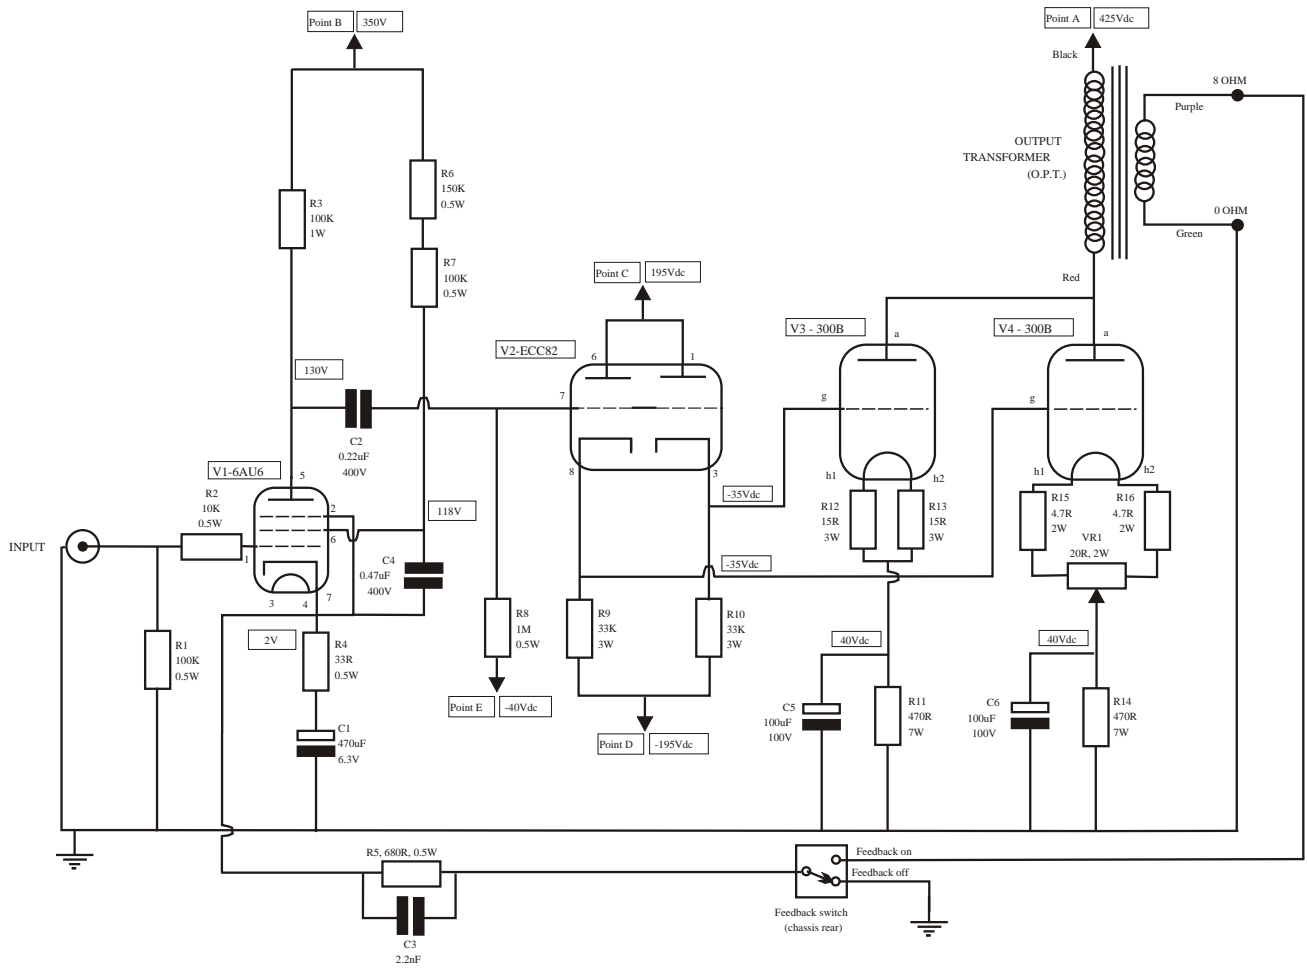 Point B 350V
Point A 425Vdc
Black
8 OHM
Purple
OUTPUT
TRANSFORMER
(O.P.T.)
0 OHM
Green
Red
R3
100K
1W
R6
150K
0.5W
R7
100K
0.5W
Point C 195Vdc
V2-ECC82
6
1
7
8
3
V3 - 300B
a
g
h1
h2
V4 - 300B
a
g
h1
h2
130V
C2
0.22uF
400V
V1-6AU6
5
2
6
1
3
4
7
R2
10K
0.5W
INPUT
118V
C4
0.47uF
400V
-35Vdc
-35Vdc
R12
15R
3W
R13
15R
3W
R15
4.7R
2W
R16
4.7R
2W
VR1
20R, 2W
R1
100K
0.5W
2V
R4
33R
0.5W
C1
470uF
6.3V
R8
1M
0.5W
Point E -40Vdc
R9
33K
3W
R10
33K
3W
Point D -195Vdc
40Vdc
C5
100uF
100V
R11
470R
7W
40Vdc
C6
100uF
100V
R14
470R
7W
R5, 680R, 0.5W
C3
2.2nF
Feedback on
Feedback off
Feedback switch
(chassis rear)